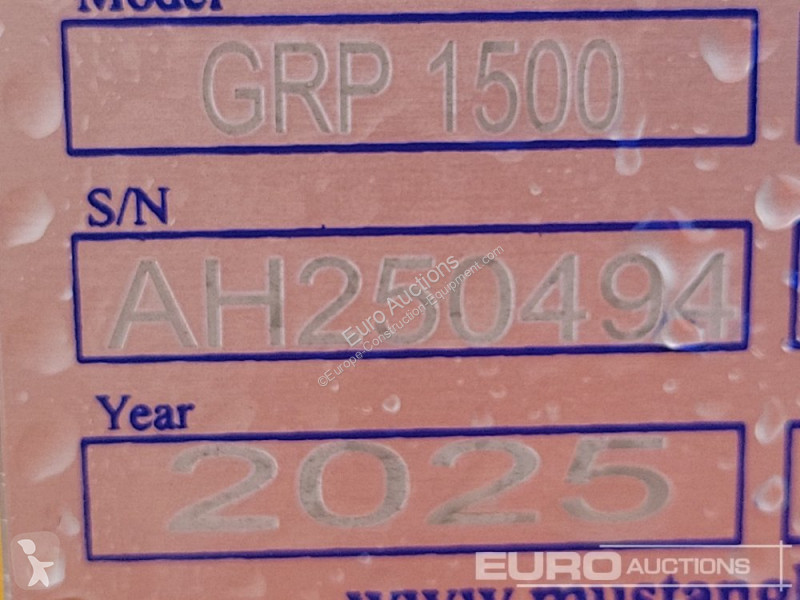 Model
GRP 1500
S/N
AH250494
Euro Auctions
©Europe-Construction-Equipment.com
Year
2025
EURO AUCTIONS